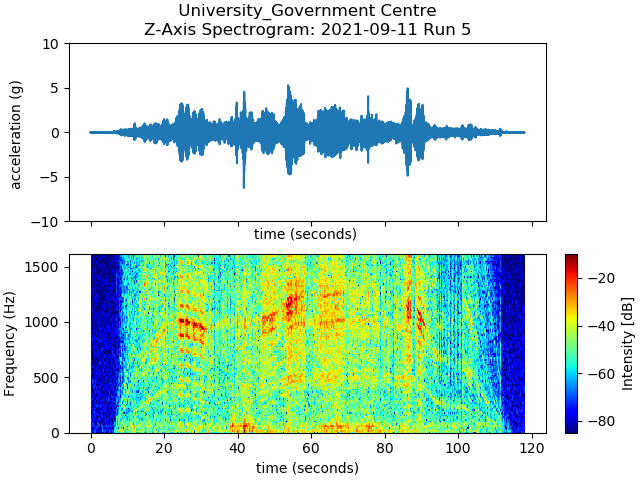 University_Government Centre
Z-Axis Spectrogram: 2021-09-11 Run 5
10
5
0
−5
−10
acceleration (g)
time (seconds)
1500
1000
500
0
Frequency (Hz)
0 20 40 60 80 100 120
time (seconds)
−20
−40
−60
−80
Intensity [dB]